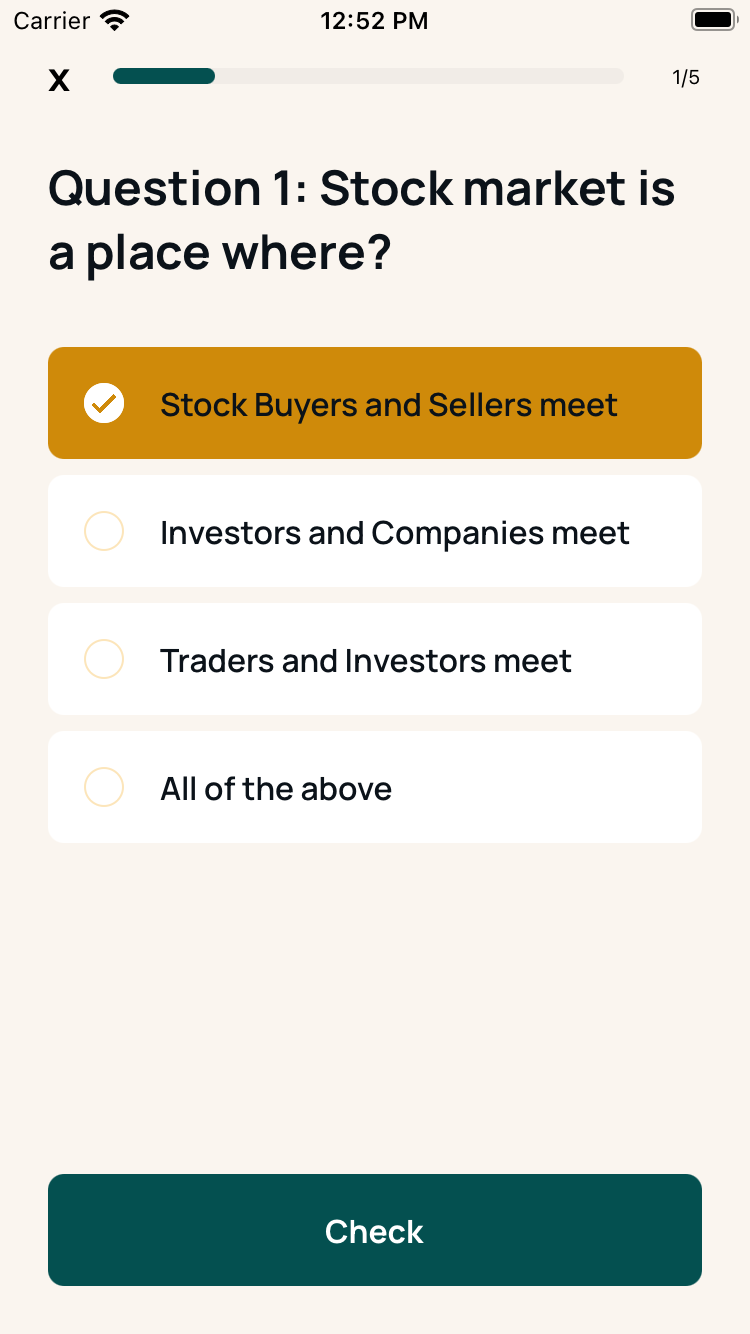 Carrier 12:52 PM
X 1/5
Question 1: Stock market is
a place where?
Stock Buyers and Sellers meet
Investors and Companies meet
Traders and Investors meet
All of the above
Check